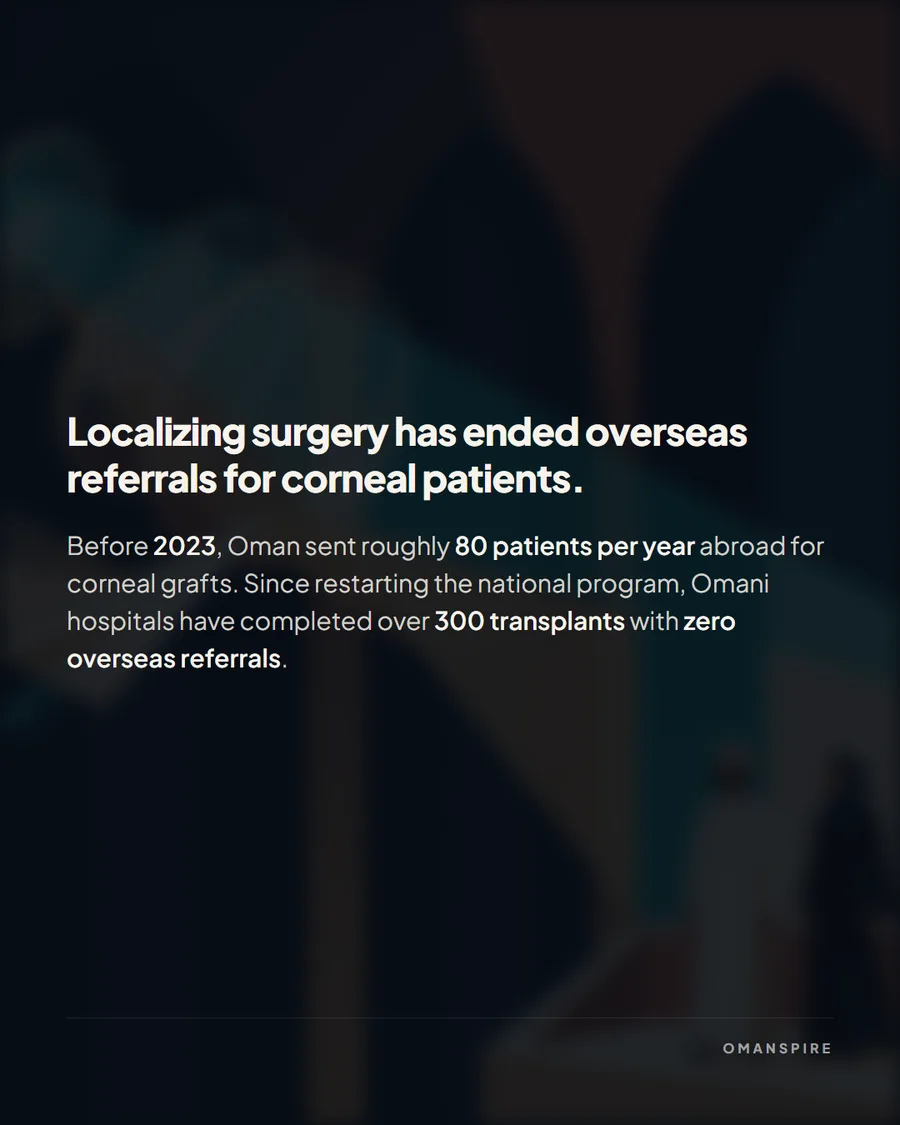 Localizing surgery has ended overseas
referrals for corneal patients.
Before 2023, Oman sent roughly 80 patients per year abroad for
corneal grafts. Since restarting the national program, Omani
hospitals have completed over 300 transplants with zero
overseas referrals.
OMANSPIRE